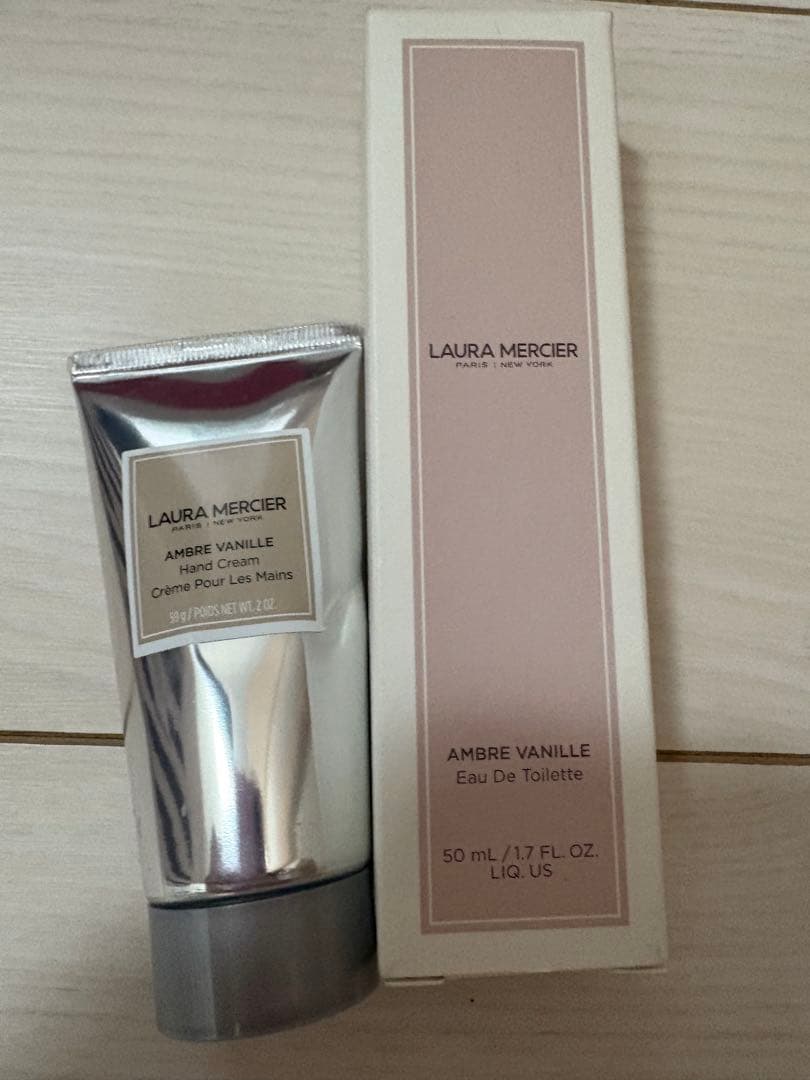 LAURA MERCIER
PARIS | NEW YORK
AMBRE VANILLE
Hand Cream
Crème Pour Les Mains
59 g / POIDS NET WT. 2 OZ.
LAURA MERCIER
PARIS | NEW YORK
AMBRE VANILLE
Eau De Toilette
50 mL / 1.7 FL. OZ.
LIQ. US